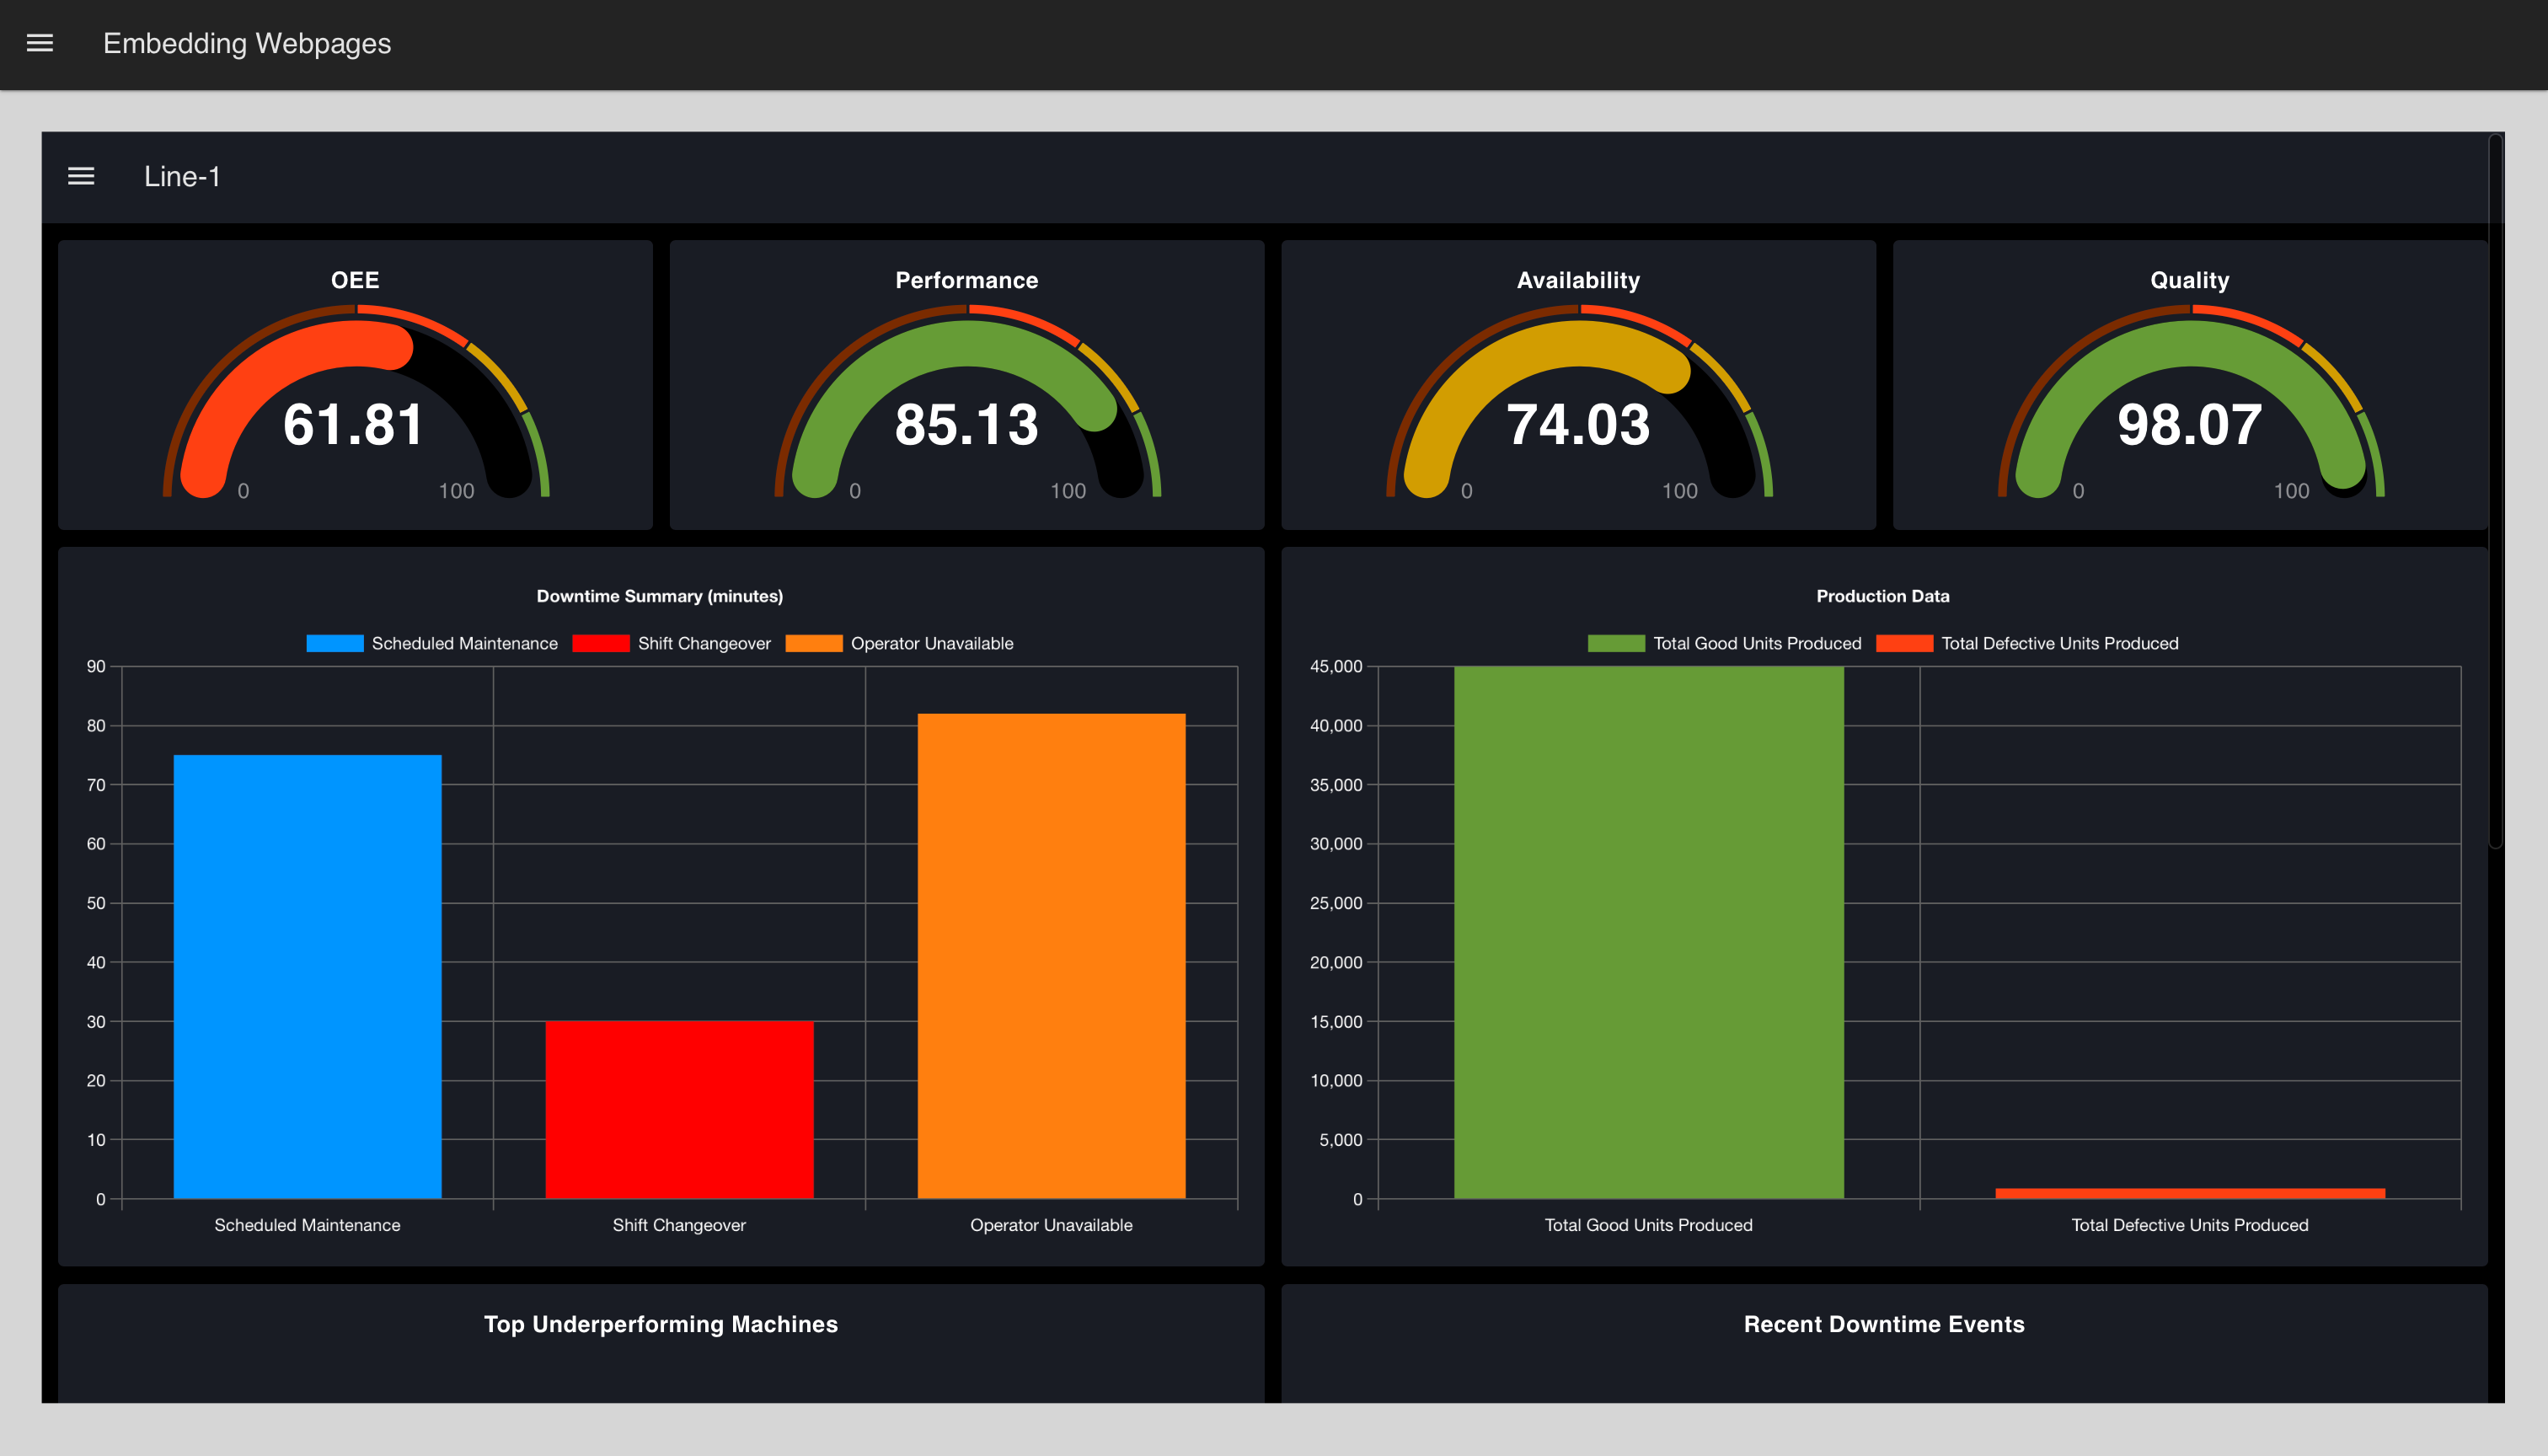 Embedding Webpages
Line-1
OEE
61.81
0 100
Performance
85.13
0 100
Availability
74.03
0 100
Quality
98.07
0 100
Downtime Summary (minutes)
Scheduled Maintenance Shift Changeover Operator Unavailable
90
80
70
60
50
40
30
20
10
0
Scheduled Maintenance Shift Changeover Operator Unavailable
Production Data
Total Good Units Produced Total Defective Units Produced
45,000
40,000
35,000
30,000
25,000
20,000
15,000
10,000
5,000
0
Total Good Units Produced Total Defective Units Produced
Top Underperforming Machines
Recent Downtime Events